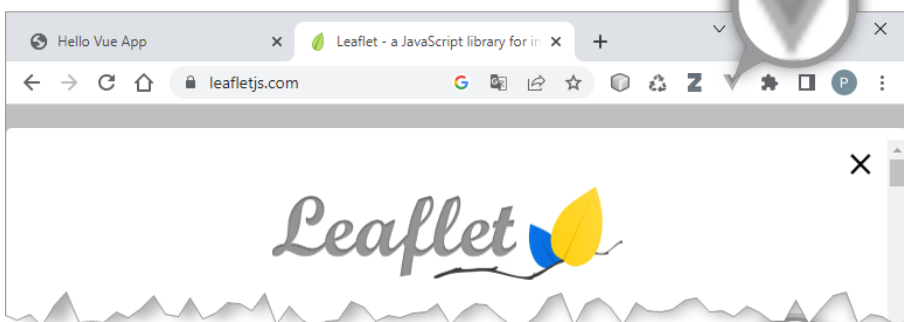 Hello Vue App
Leaflet - a JavaScript library for in
leafletjs.com
G
Z
P
Leaflet